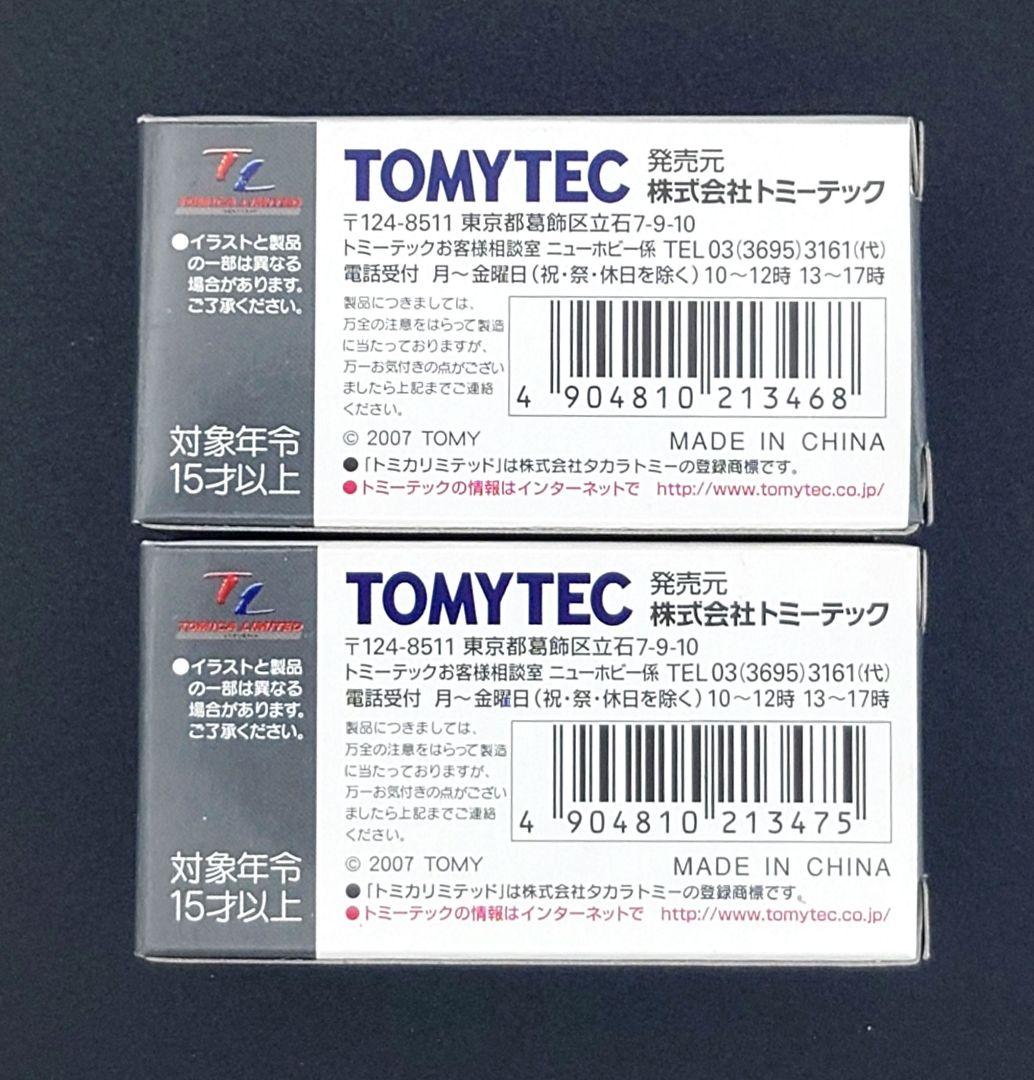 TL
TOMICA LIMITED
●イラストと製品
の一部は異なる
場合があります。
ご了承ください。
対象年令
15才以上
TOMYTEC
発売元
株式会社トミーテック
〒124-8511 東京都葛飾区立石7-9-10
トミーテックお客様相談室 ニューホビー係 TEL 03(3695)3161(代)
電話受付 月～金曜日(祝・祭・休日を除く) 10～12時 13～17時
製品につきましては、
万全の注意をはらって製造
に当たっておりますが、
万一お気付きの点がござい
ましたら上記までご連絡
ください。
4 904810 213468
© 2007 TOMY
MADE IN CHINA
●「トミカリミテッド」は株式会社タカラトミーの登録商標です。
●トミーテックの情報はインターネットで http://www.tomytec.co.jp/
TL
TOMICA LIMITED
●イラストと製品
の一部は異なる
場合があります。
ご了承ください。
対象年令
15才以上
TOMYTEC
発売元
株式会社トミーテック
〒124-8511 東京都葛飾区立石7-9-10
トミーテックお客様相談室 ニューホビー係 TEL 03(3695)3161(代)
電話受付 月～金曜日(祝・祭・休日を除く) 10～12時 13～17時
製品につきましては、
万全の注意をはらって製造
に当たっておりますが、
万一お気付きの点がござい
ましたら上記までご連絡
ください。
4 904810 213475
© 2007 TOMY
MADE IN CHINA
●「トミカリミテッド」は株式会社タカラトミーの登録商標です。
●トミーテックの情報はインターネットで http://www.tomytec.co.jp/